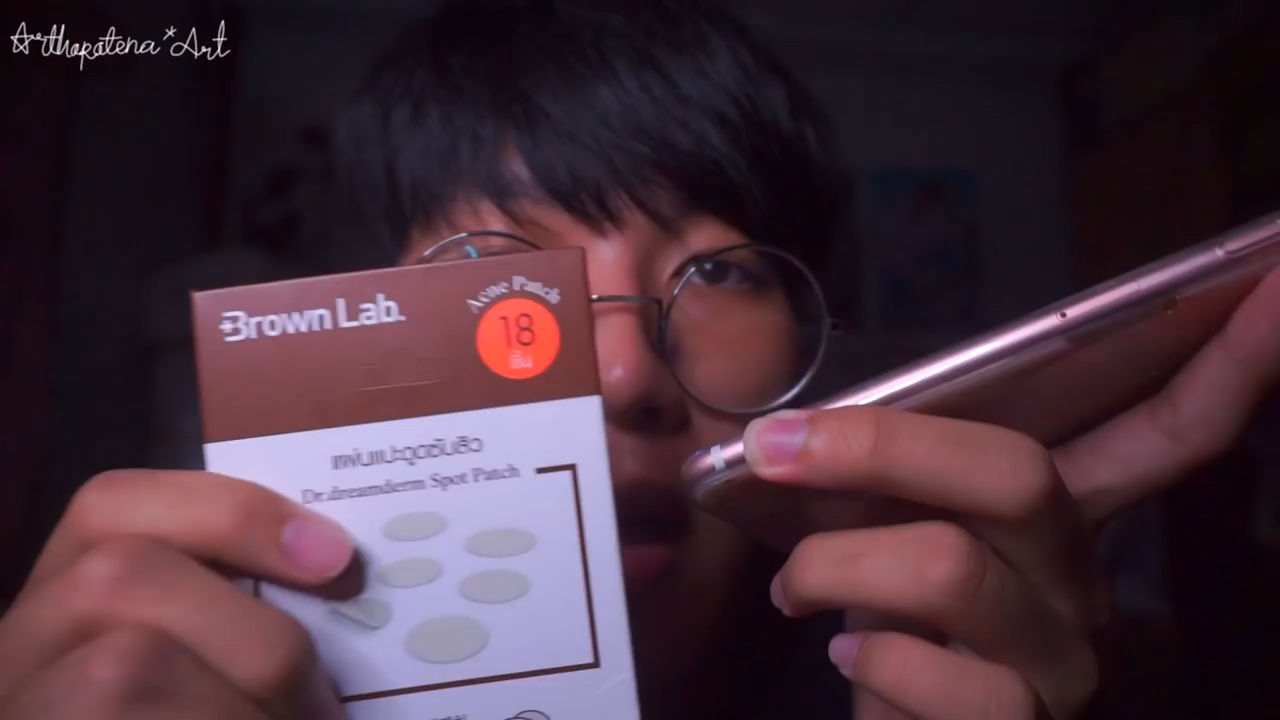 Arthapatena*Art
Brown Lab.
Acne Patch
18
ชิ้น
แผ่นแปะดูดซับสิว
Dr.dreamderm Spot Patch